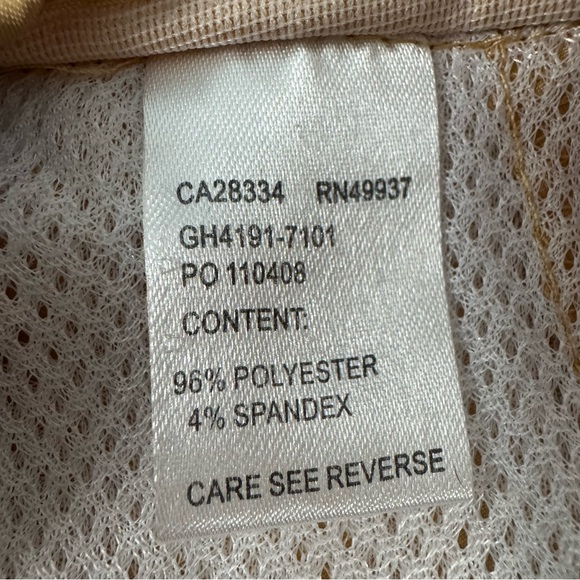 CA28334 RN49937
GH4191-7101
PO 110408
CONTENT:
96% POLYESTER
4% SPANDEX
CARE SEE REVERSE